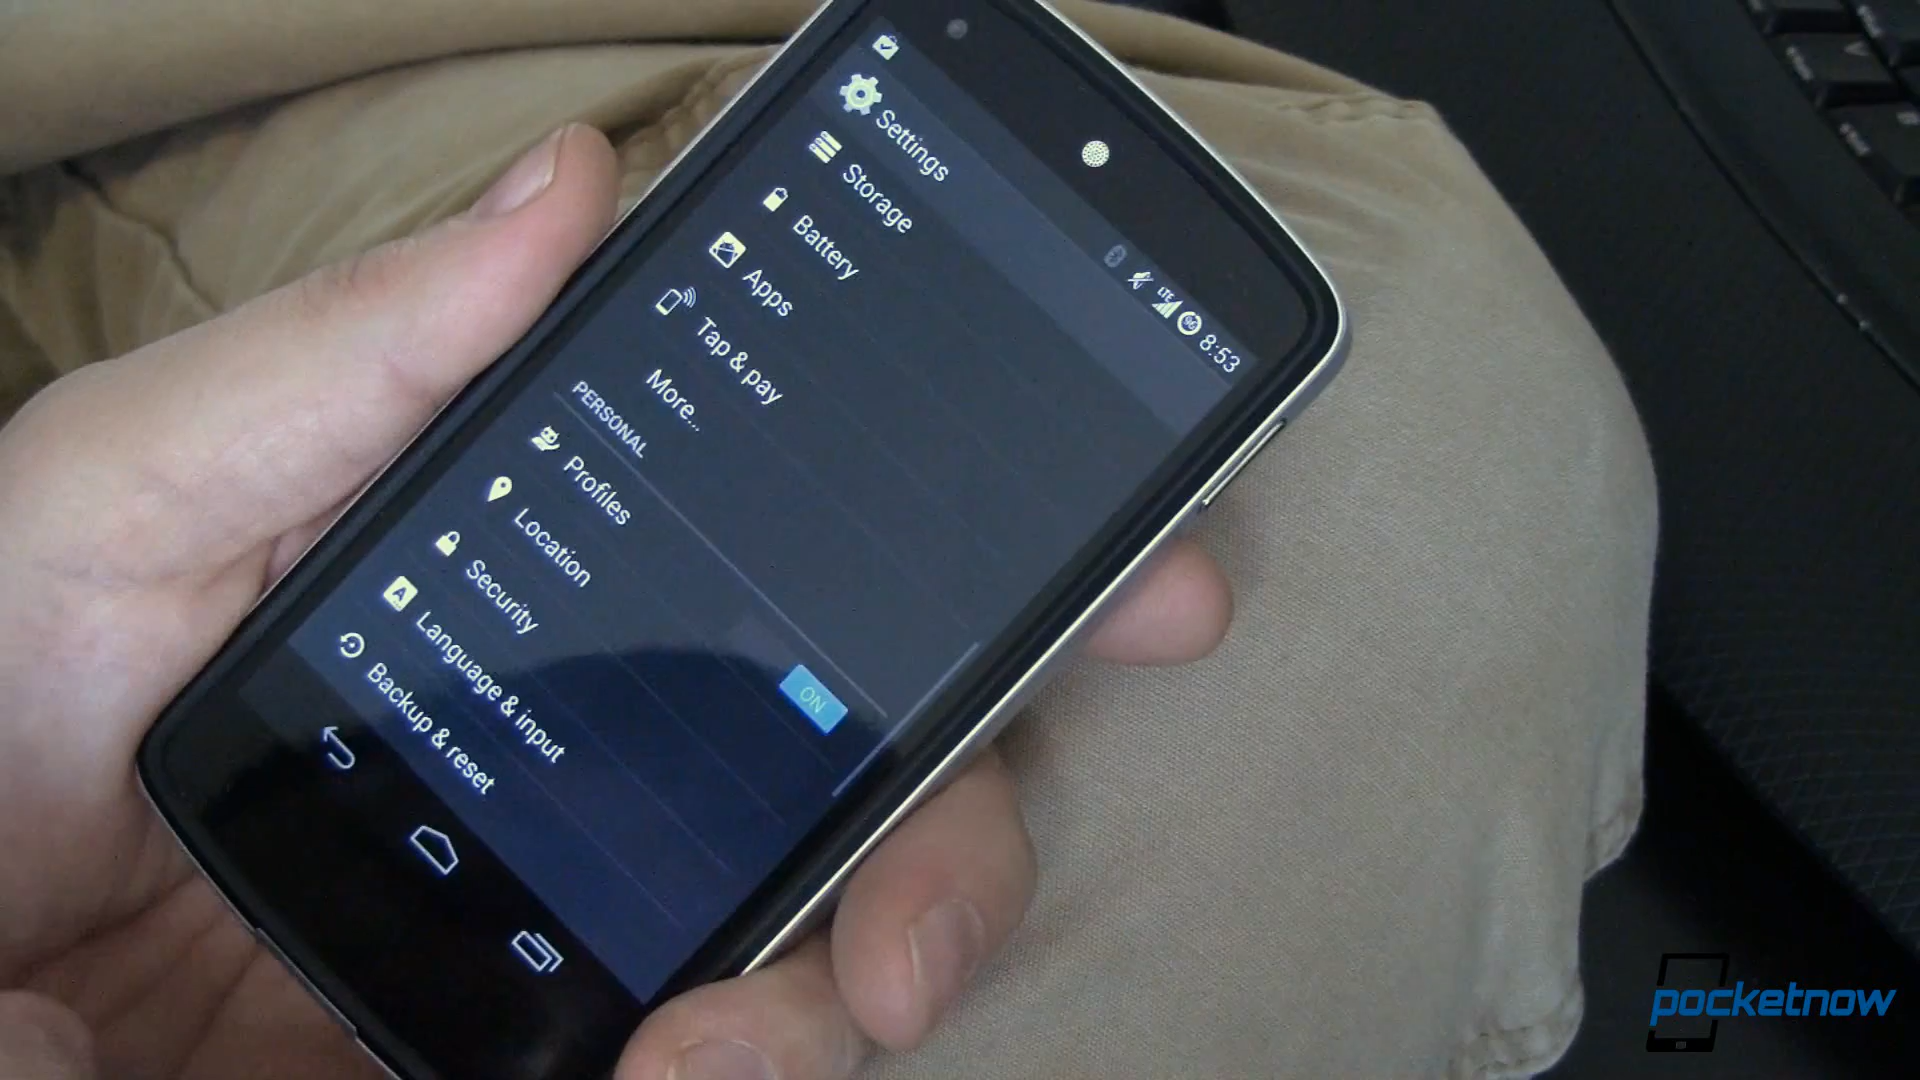 LTE 96 8:53
Settings
Storage
Battery
Apps
Tap & pay
More...
PERSONAL
Profiles
ON
Location
Security
Language & input
Backup & reset
pocketnow